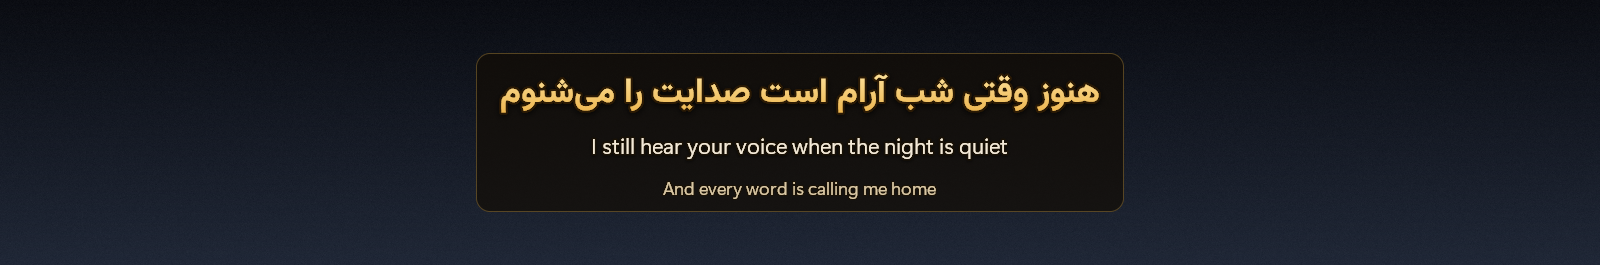 هنوز وقتی شب آرام است صدایت را می‌شنوم
I still hear your voice when the night is quiet
And every word is calling me home